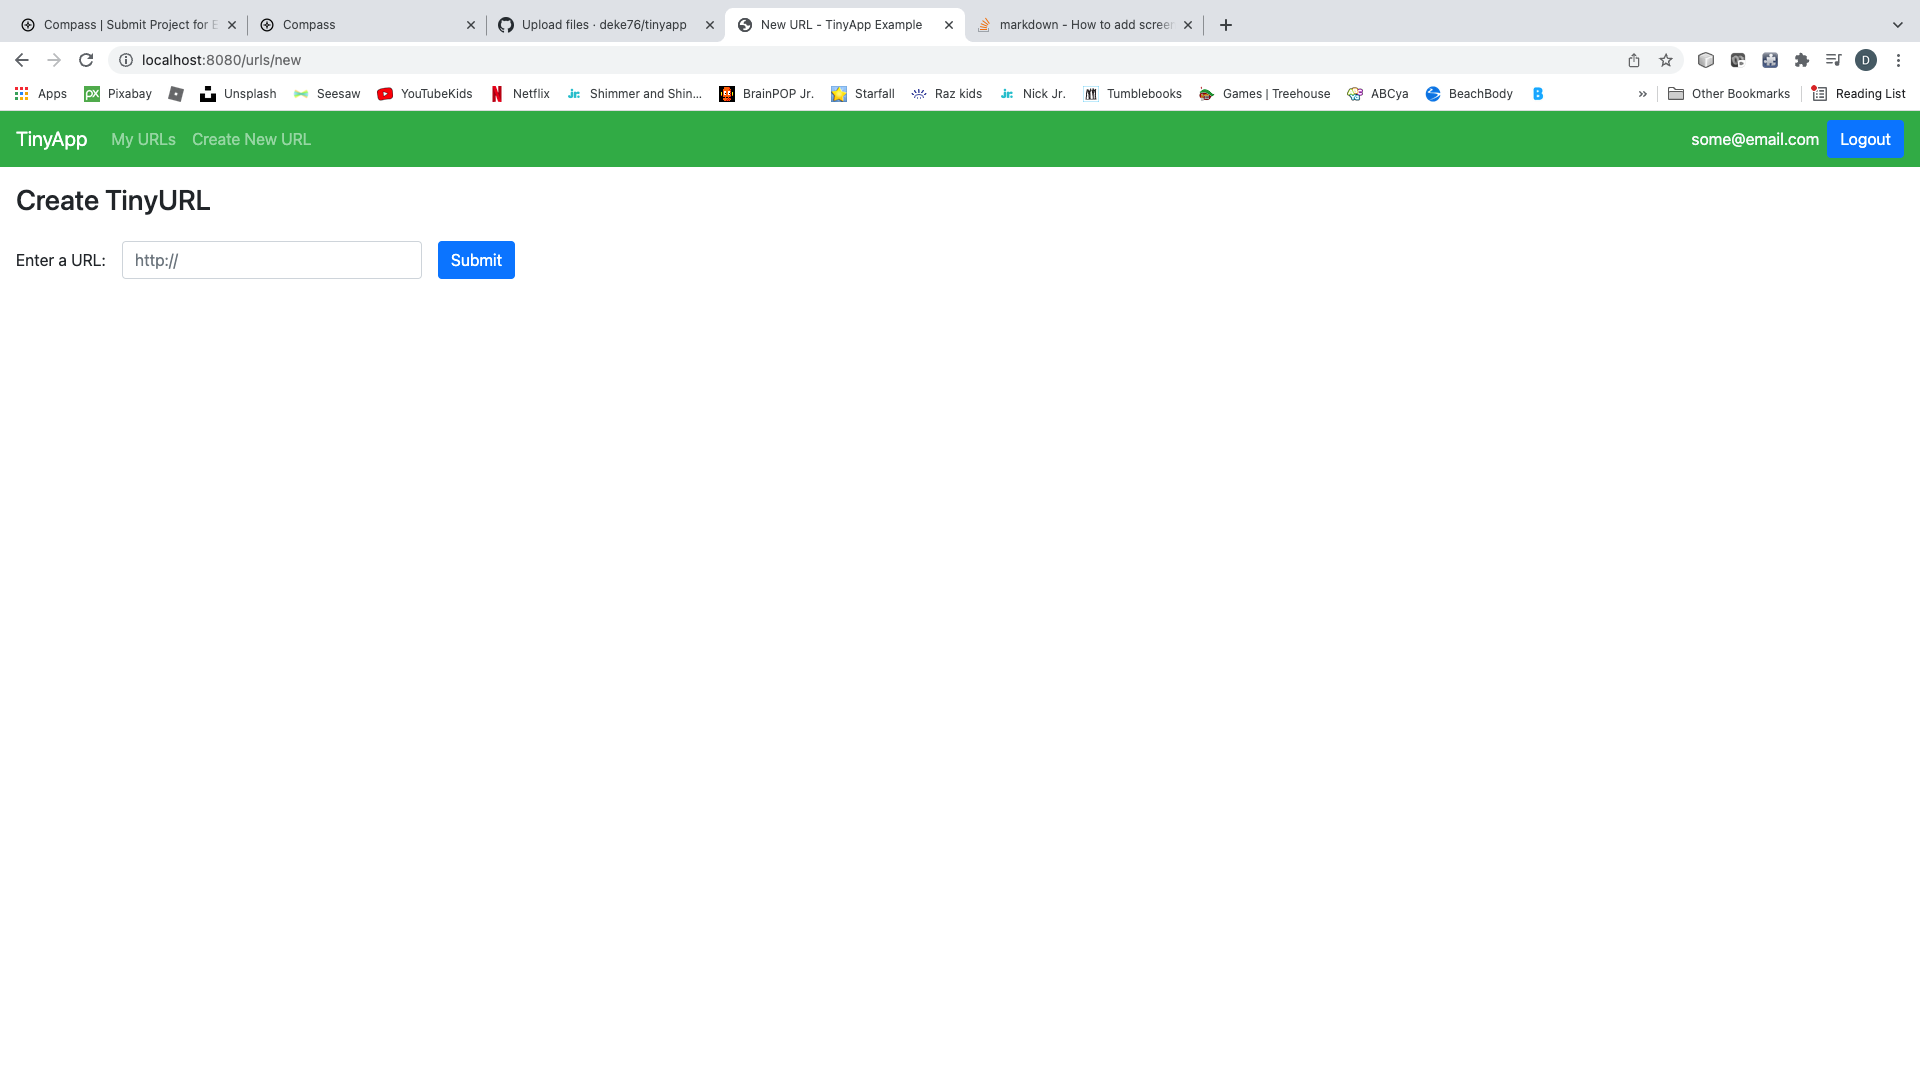 Compass | Submit Project for E
Compass
Upload files · deke76/tinyapp
New URL - TinyApp Example
markdown - How to add screen
localhost:8080/urls/new
D
Apps
px Pixabay
Unsplash
Seesaw
YouTubeKids
N Netflix
Jr. Shimmer and Shin...
BrainPOP Jr.
Starfall
Raz kids
Jr. Nick Jr.
Tumblebooks
Games | Treehouse
ABCya
BeachBody
B
»
Other Bookmarks
Reading List
TinyApp My URLs Create New URL some@email.com Logout
Create TinyURL
Enter a URL: http:// Submit